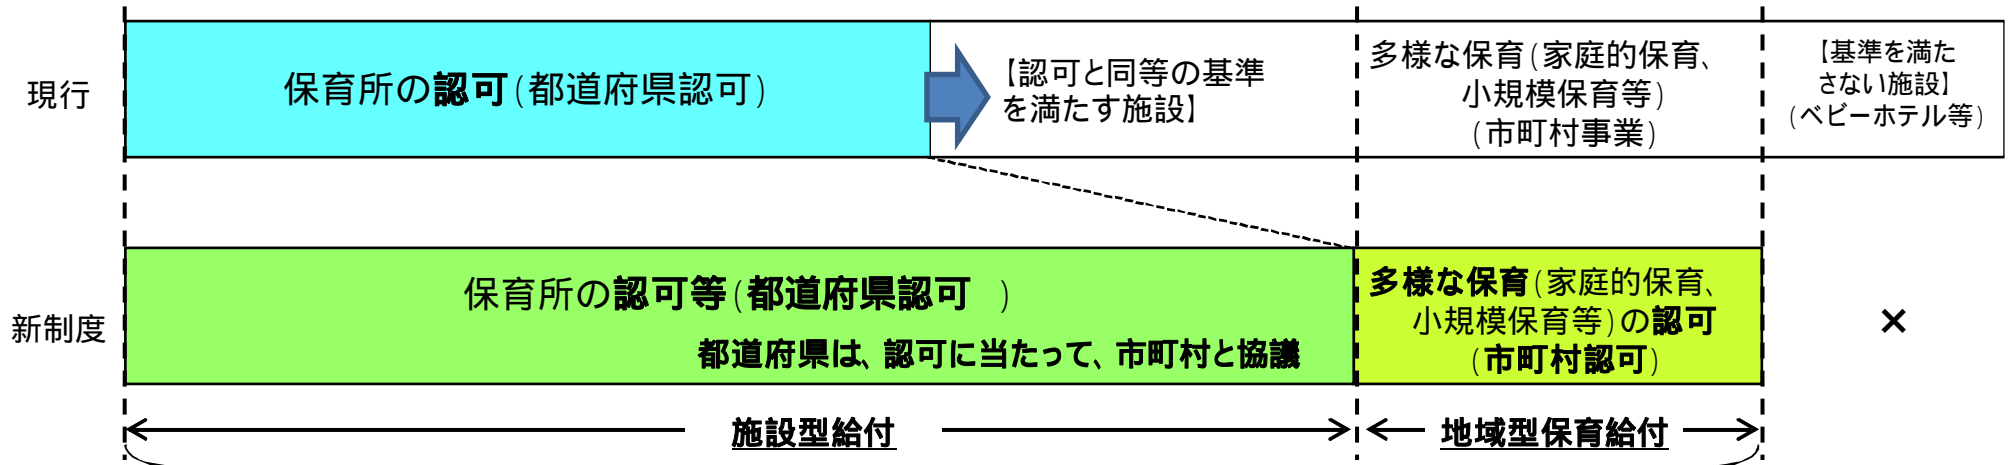 現行
保育所の認可(都道府県認可)
【認可と同等の基準
を満たす施設】
多様な保育(家庭的保育、
小規模保育等)
(市町村事業)
【基準を満た
さない施設】
(ベビーホテル等)
新制度
保育所の認可等(都道府県認可　)
都道府県は、認可に当たって、市町村と協議
多様な保育(家庭的保育、
小規模保育等)の認可
(市町村認可)
×
施設型給付
地域型保育給付